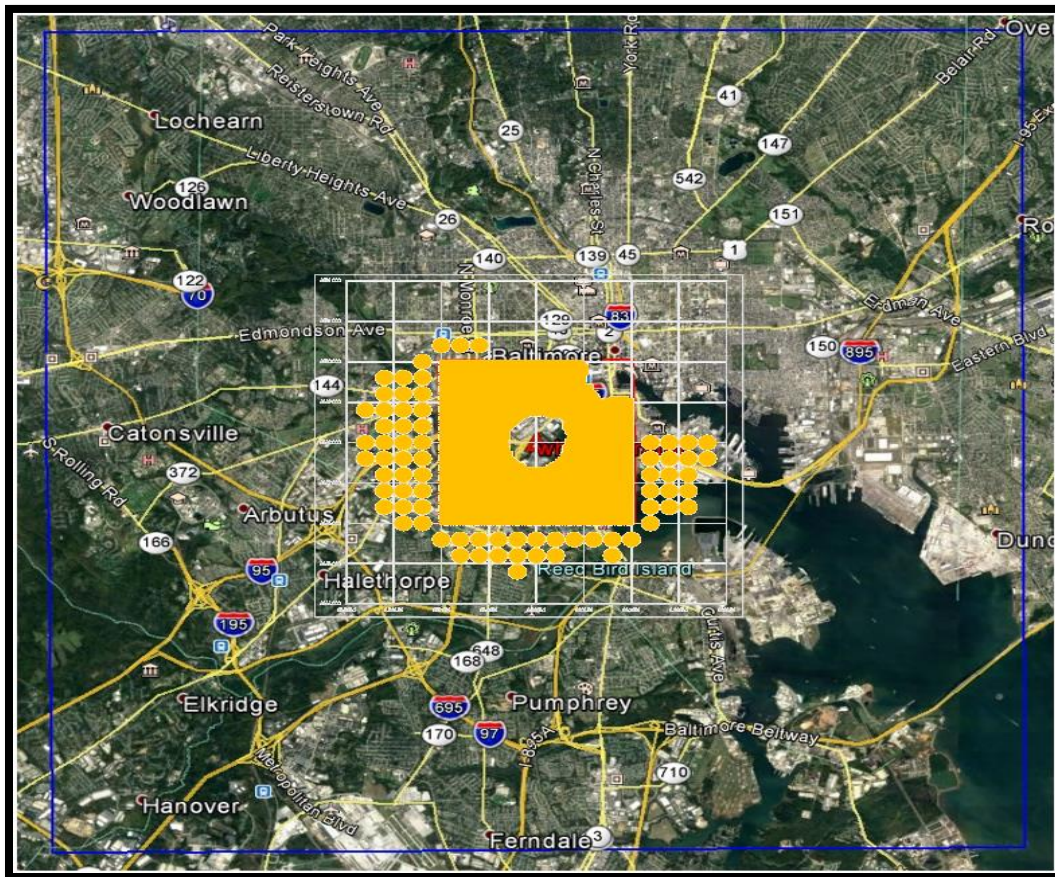 Over
Park Heights Ave
Reisterstown Rd
York Rd
Belair Rd
41
Lochearn
25
N Charles St
147
I-95 Ex
Liberty Heights Ave
126
Woodlawn
542
26
151
Ro
140
139
45
1
122
70
N Monroe
83
Erdman Ave
129
2
Edmondson Ave
150
895
Baltimore
Eastern Blvd
144
Catonsville
S Rolling Rd
372
Arbutus
166
Dund
95
Halethorpe
Reed Bird Island
195
Curtis Ave
648
168
Elkridge
695
Pumphrey
170
97
I-895A
Baltimore Beltway
710
Metropolitan Blvd
Hanover
Ferndale
3